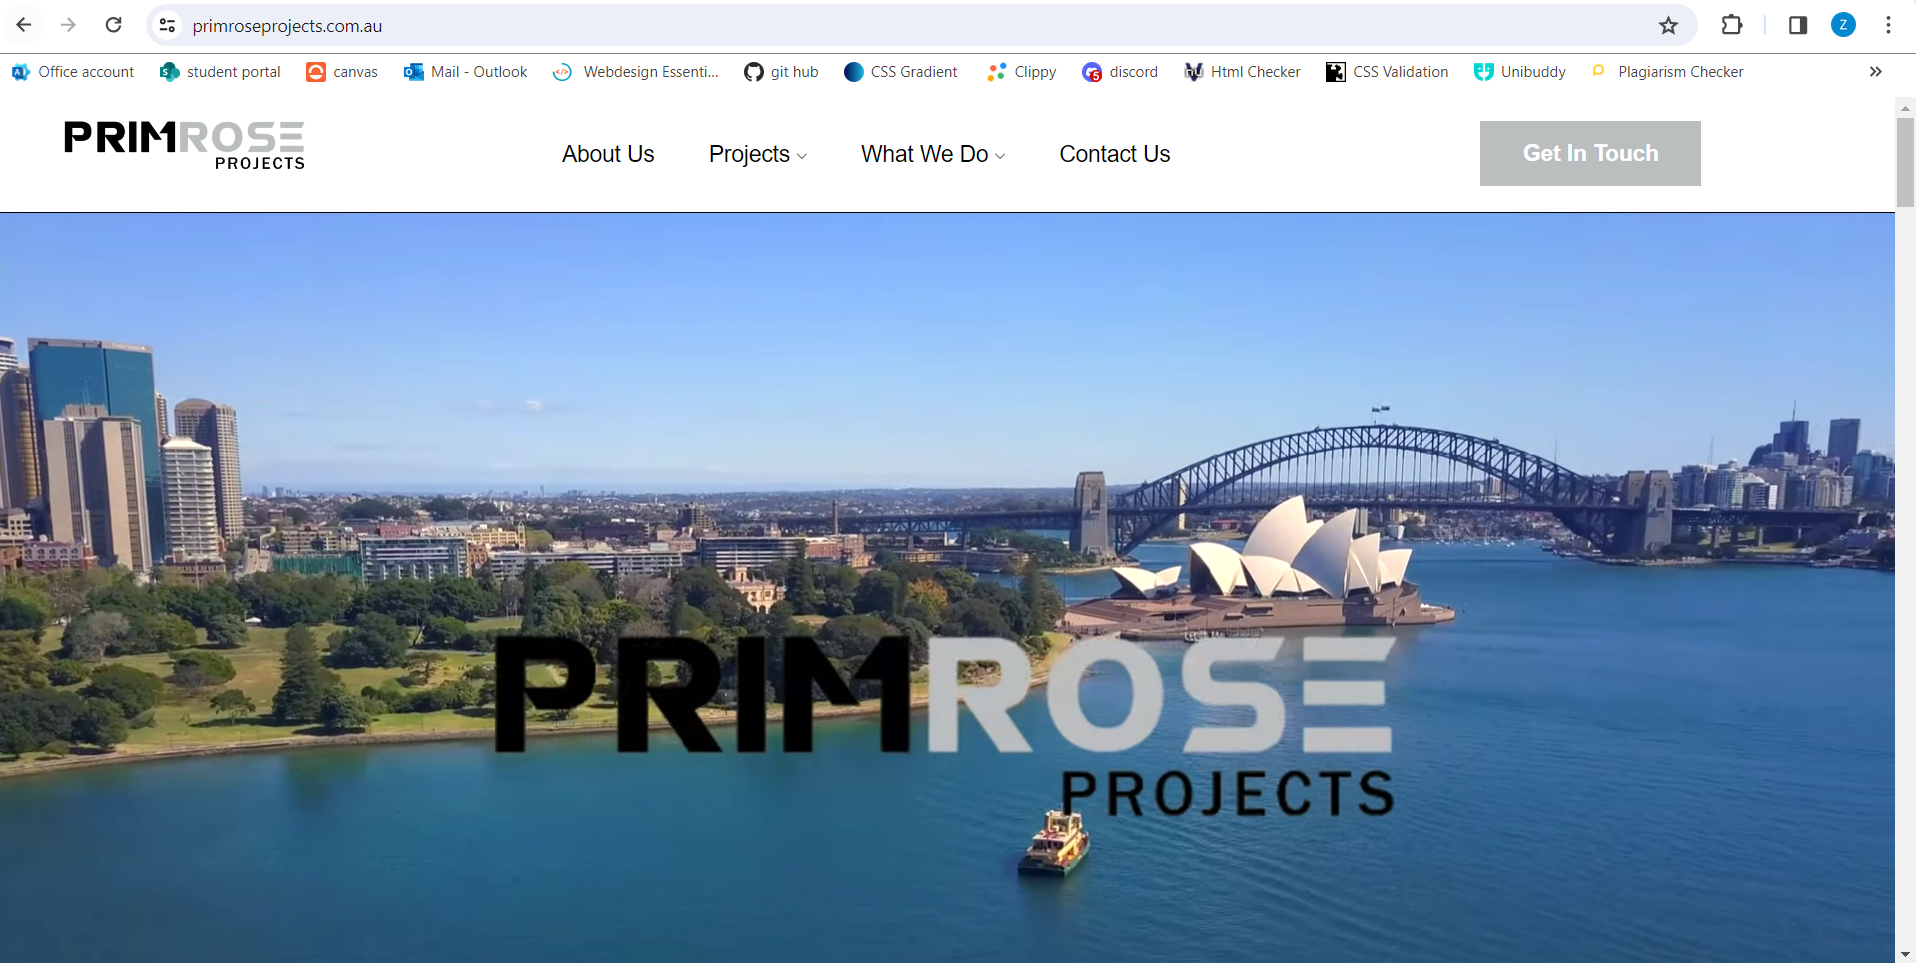 primroseprojects.com.au
Z
Office account student portal canvas Mail - Outlook Webdesign Essenti... git hub CSS Gradient Clippy discord Html Checker CSS Validation Unibuddy Plagiarism Checker
PRIMROSE
PROJECTS
About Us Projects What We Do Contact Us
Get In Touch
PRIMROSE
PROJECTS